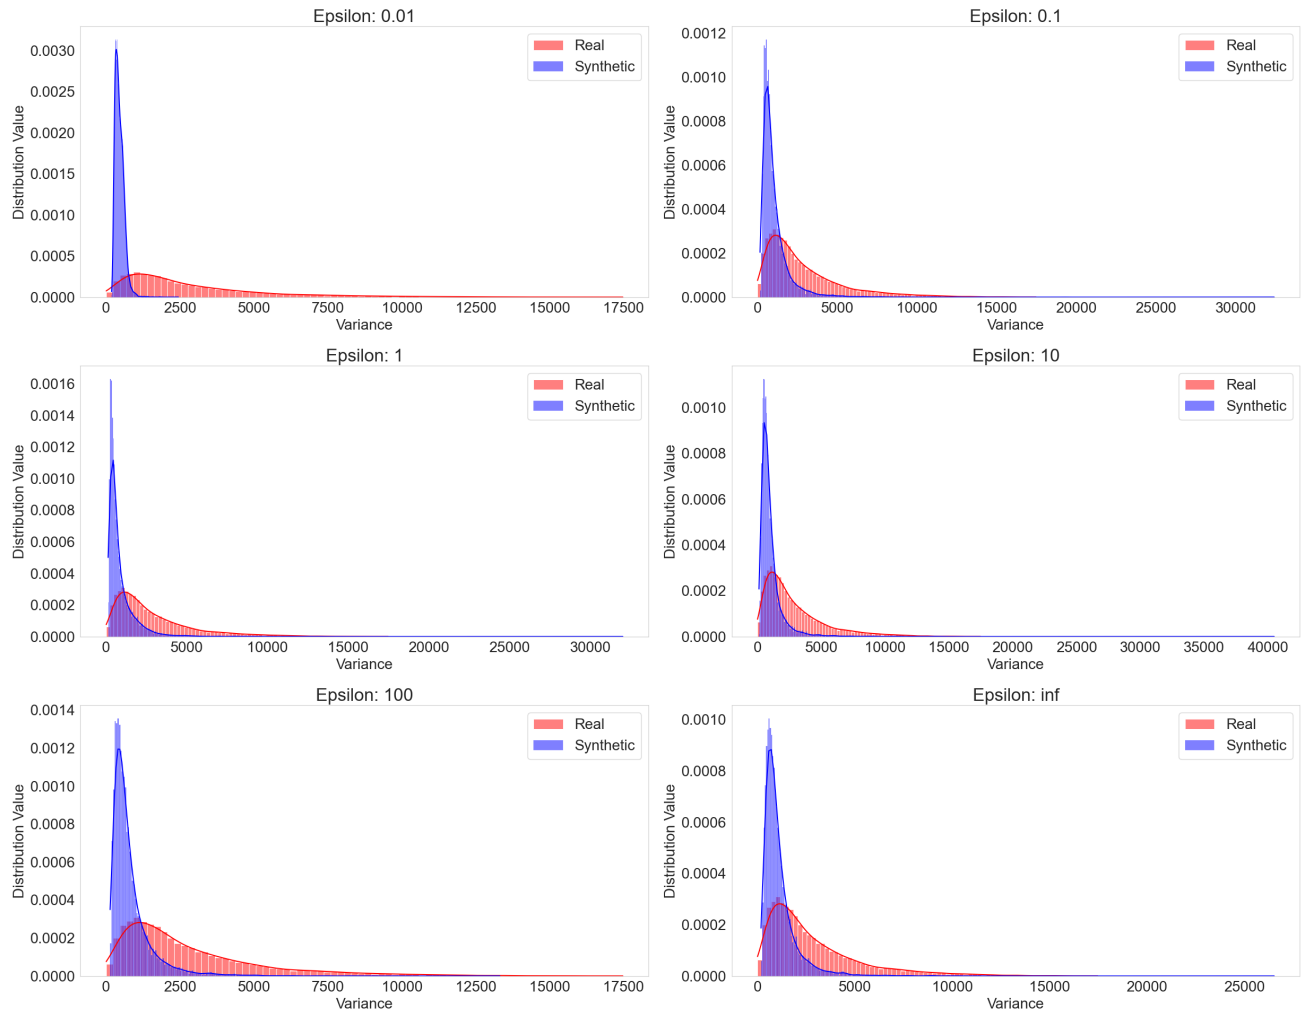 Epsilon: 0.01
Distribution Value
0.0030
0.0025
0.0020
0.0015
0.0010
0.0005
0.0000
Real
Synthetic
0 2500 5000 7500 10000 12500 15000 17500
Variance
Epsilon: 0.1
Distribution Value
0.0012
0.0010
0.0008
0.0006
0.0004
0.0002
0.0000
Real
Synthetic
0 5000 10000 15000 20000 25000 30000
Variance
Epsilon: 1
Distribution Value
0.0016
0.0014
0.0012
0.0010
0.0008
0.0006
0.0004
0.0002
0.0000
Real
Synthetic
0 5000 10000 15000 20000 25000 30000
Variance
Epsilon: 10
Distribution Value
0.0010
0.0008
0.0006
0.0004
0.0002
0.0000
Real
Synthetic
0 5000 10000 15000 20000 25000 30000 35000 40000
Variance
Epsilon: 100
Distribution Value
0.0014
0.0012
0.0010
0.0008
0.0006
0.0004
0.0002
0.0000
Real
Synthetic
0 2500 5000 7500 10000 12500 15000 17500
Variance
Epsilon: inf
Distribution Value
0.0010
0.0008
0.0006
0.0004
0.0002
0.0000
Real
Synthetic
0 5000 10000 15000 20000 25000
Variance